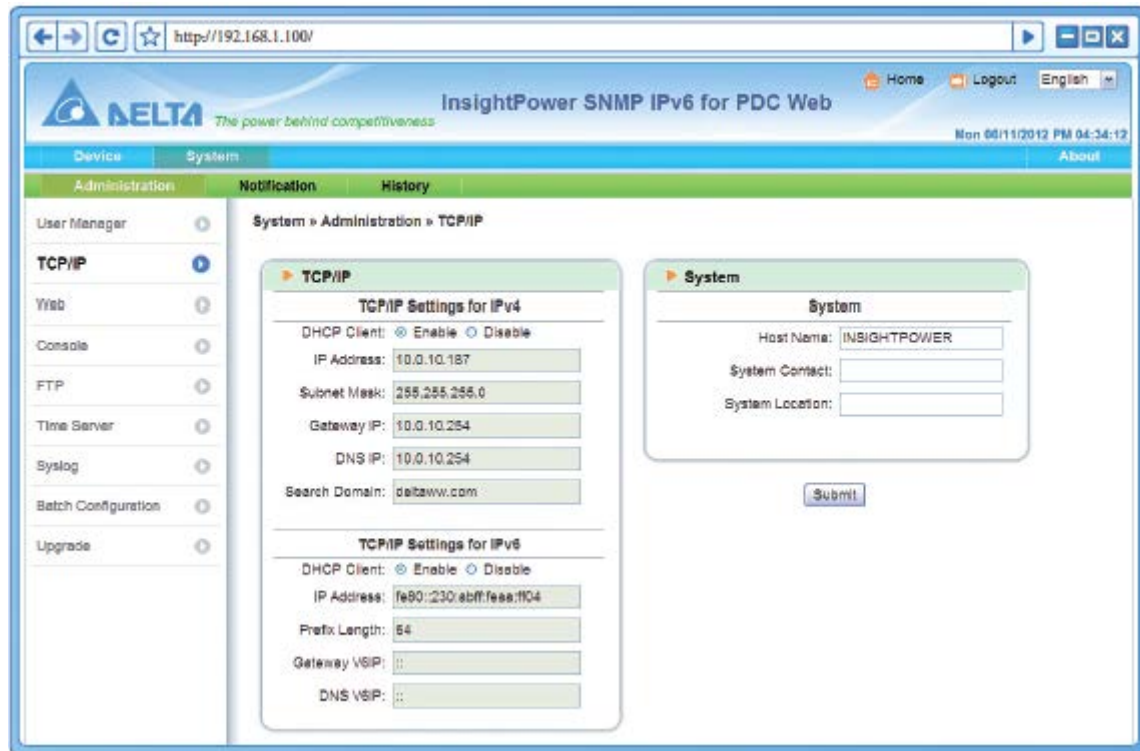 http://192.168.1.100/
Home
Logout
English
DELTA
The power behind competitiveness
InsightPower SNMP IPv6 for PDC Web
Mon 06/11/2012 PM 04:34:12
Device
System
About
Administration
Notification
History
User Manager
TCP/IP
Web
Console
FTP
Time Server
Syslog
Batch Configuration
Upgrade
System » Administration » TCP/IP
TCP/IP
TCP/IP Settings for IPv4
DHCP Client: Enable Disable
IP Address: 10.0.10.187
Subnet Mask: 255.255.255.0
Gateway IP: 10.0.10.254
DNS IP: 10.0.10.254
Search Domain: deltaww.com
TCP/IP Settings for IPv6
DHCP Client: Enable Disable
IP Address: fe80::230:abff:feaa:ff04
Prefix Length: 64
Gateway V6IP: ::
DNS V6IP: ::
System
System
Host Name: INSIGHTPOWER
System Contact:
System Location:
Submit